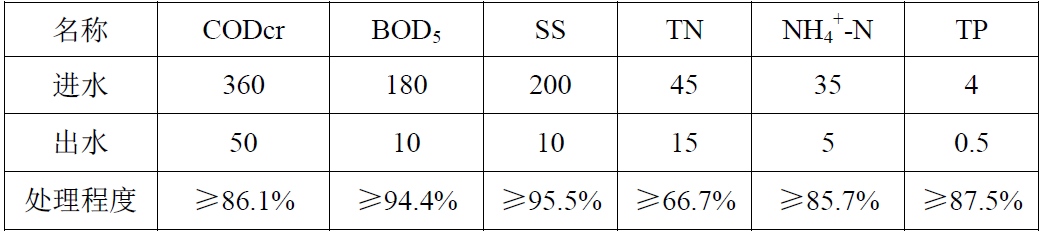 名称 CODcr BOD₅ SS TN NH₄⁺-N TP
进水 360 180 200 45 35 4
出水 50 10 10 15 5 0.5
处理程度 ≥86.1% ≥94.4% ≥95.5% ≥66.7% ≥85.7% ≥87.5%